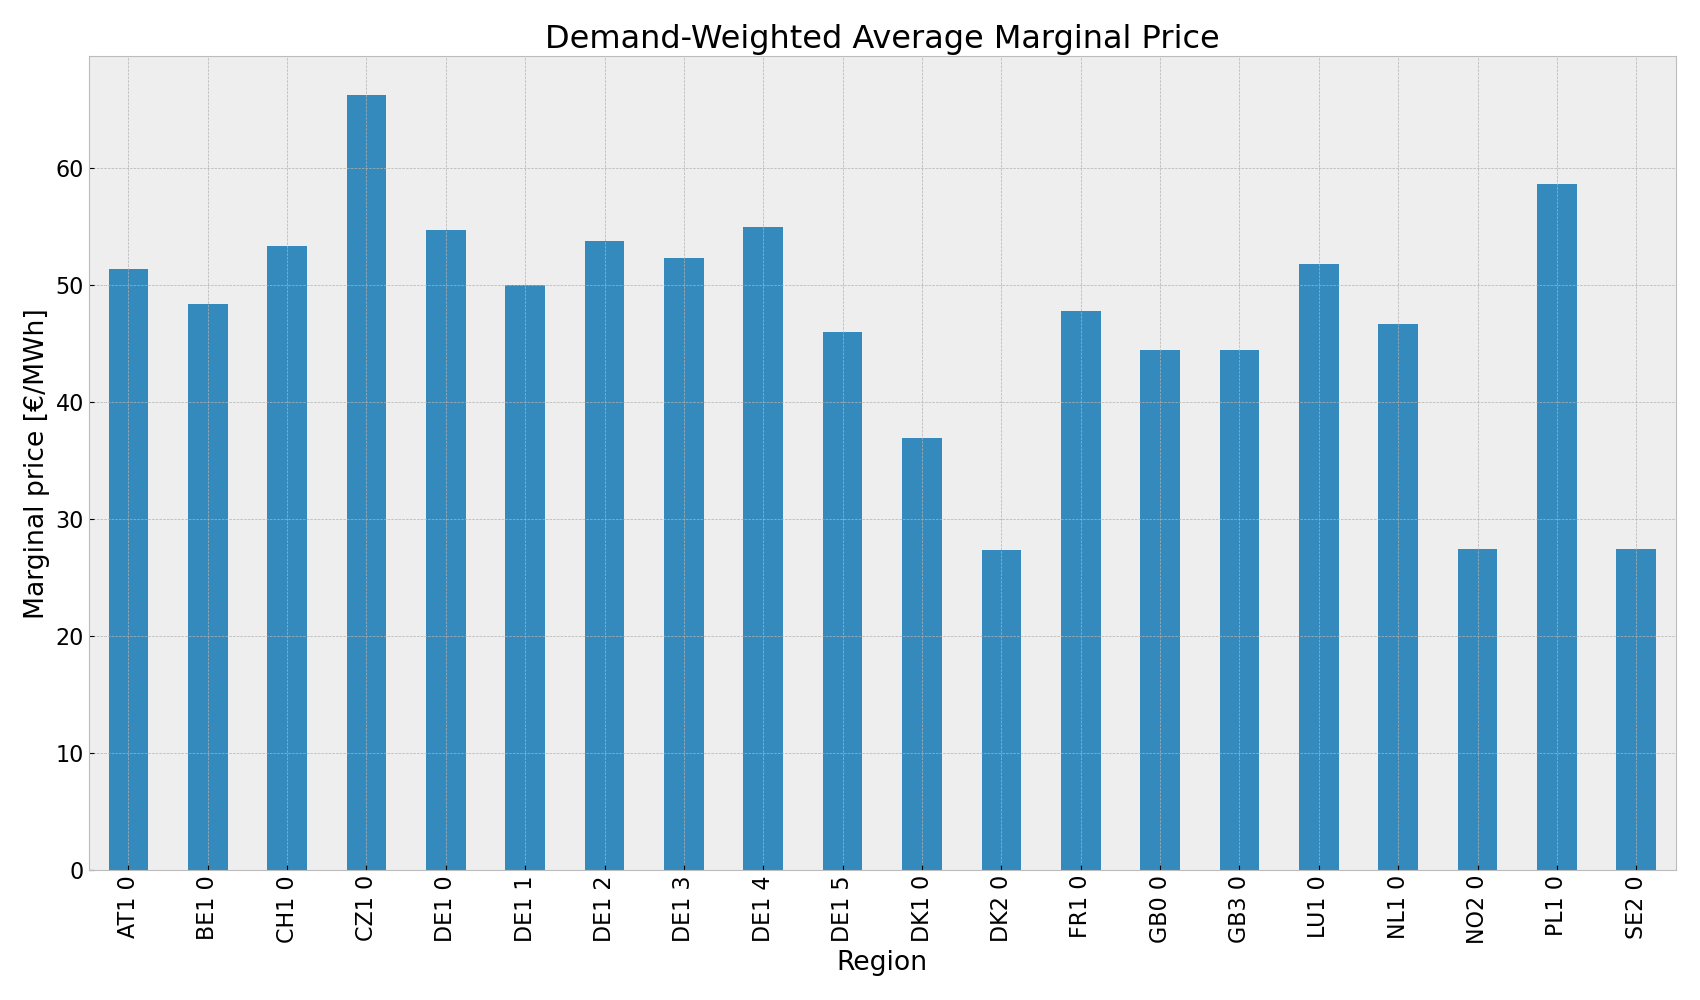 Demand-Weighted Average Marginal Price
Marginal price [€/MWh]
60
50
40
30
20
10
0
AT1 0
BE1 0
CH1 0
CZ1 0
DE1 0
DE1 1
DE1 2
DE1 3
DE1 4
DE1 5
DK1 0
DK2 0
FR1 0
GB0 0
GB3 0
LU1 0
NL1 0
NO2 0
PL1 0
SE2 0
Region